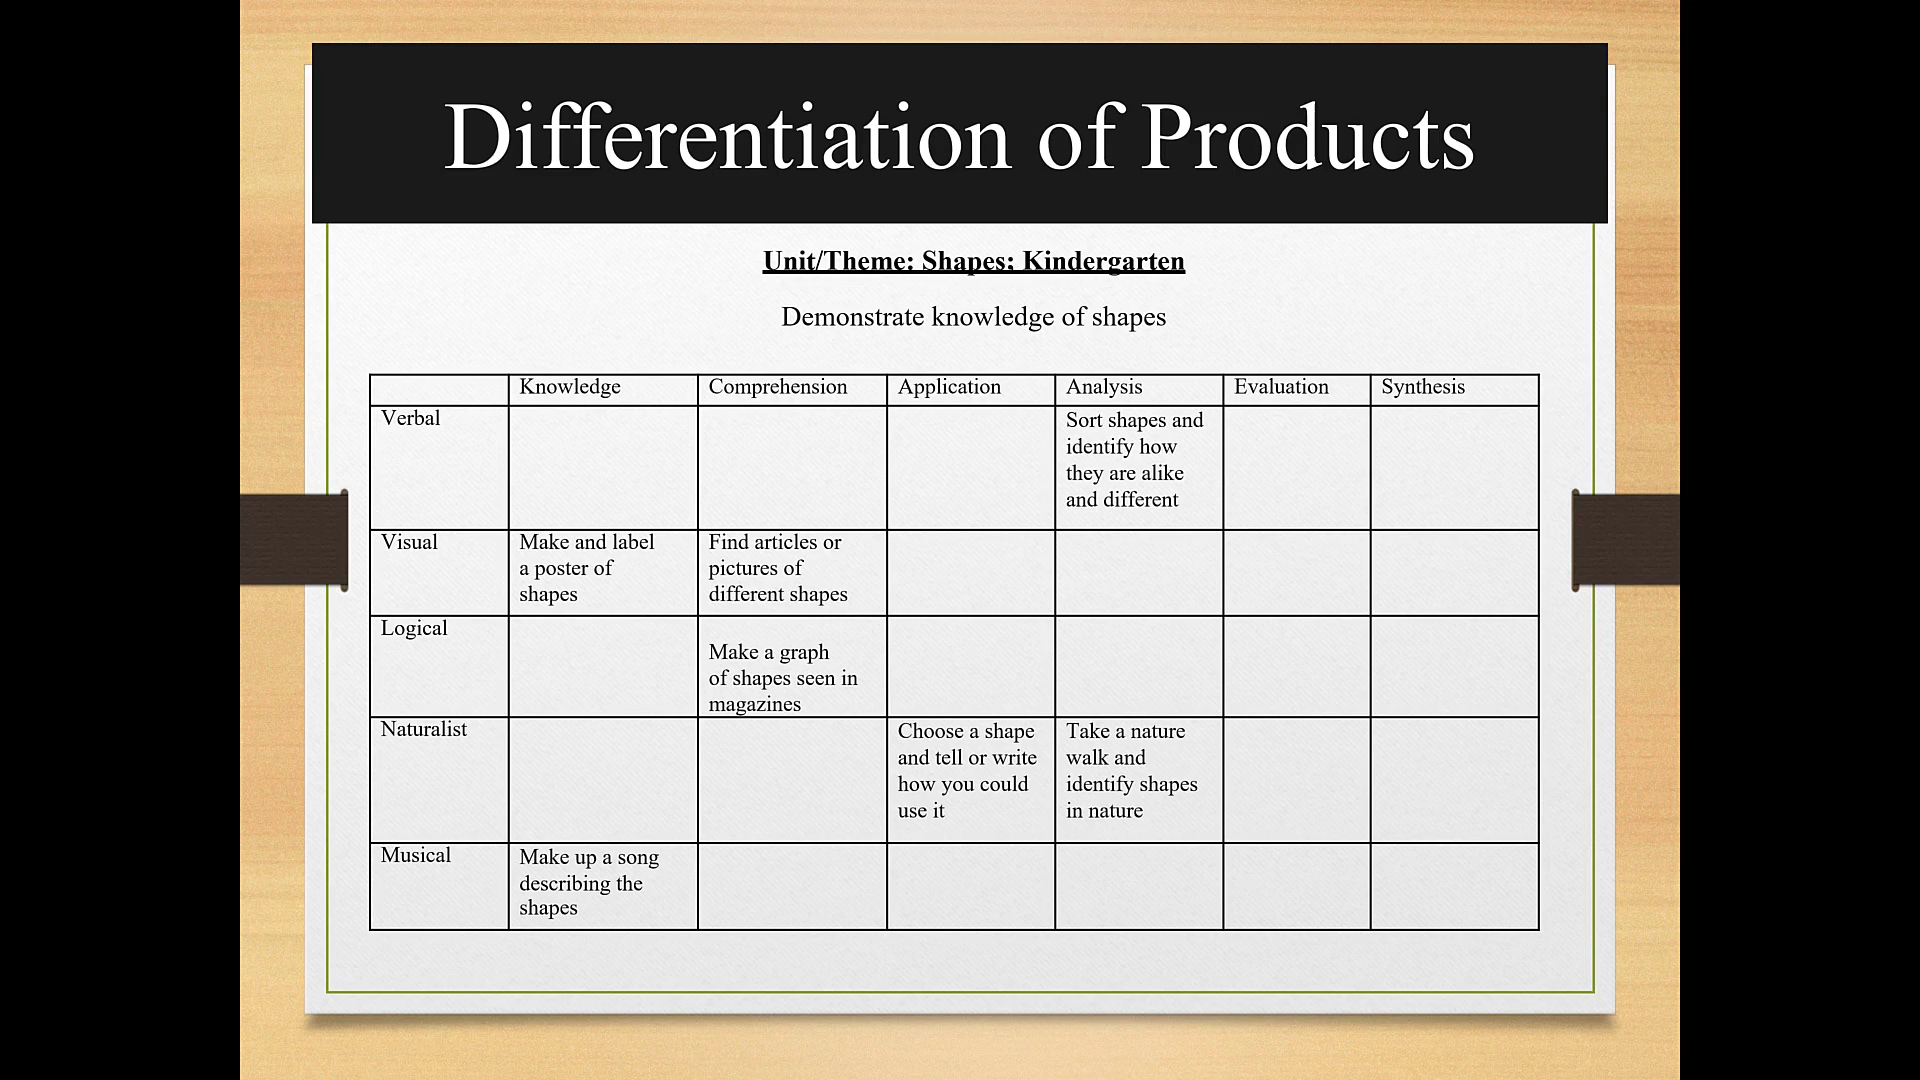 Differentiation of Products
Unit/Theme: Shapes; Kindergarten
Demonstrate knowledge of shapes
Knowledge
Comprehension
Application
Analysis
Evaluation
Synthesis
Verbal
Sort shapes and
identify how
they are alike
and different
Visual
Make and label
a poster of
shapes
Find articles or
pictures of
different shapes
Logical
Make a graph
of shapes seen in
magazines
Naturalist
Choose a shape
and tell or write
how you could
use it
Take a nature
walk and
identify shapes
in nature
Musical
Make up a song
describing the
shapes